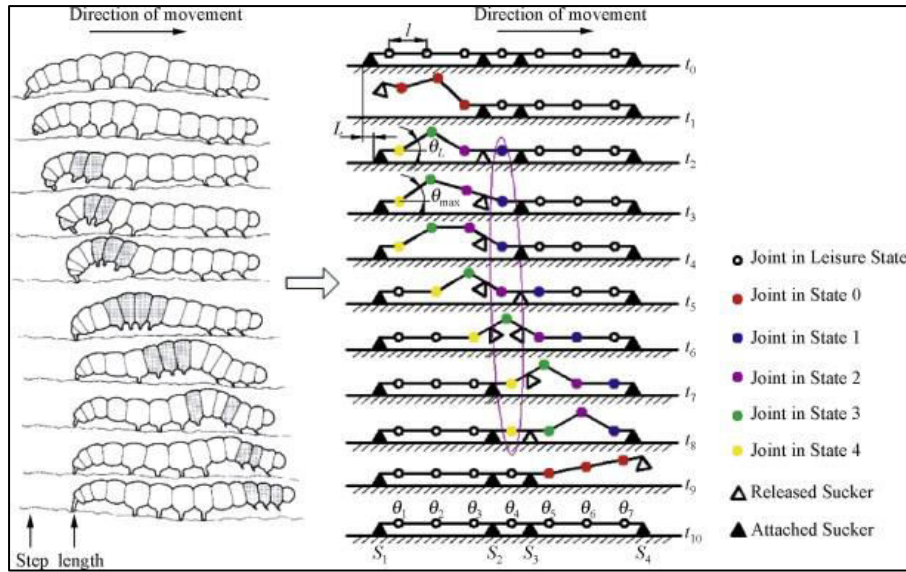 Direction of movement
Direction of movement
l
t0
t1
L
θL
t2
θmax
t3
t4
t5
t6
t7
t8
t9
θ1 θ2 θ3 θ4 θ5 θ6 θ7
t10
S1 S2 S3 S4
Step length
Joint in Leisure State
Joint in State 0
Joint in State 1
Joint in State 2
Joint in State 3
Joint in State 4
Released Sucker
Attached Sucker